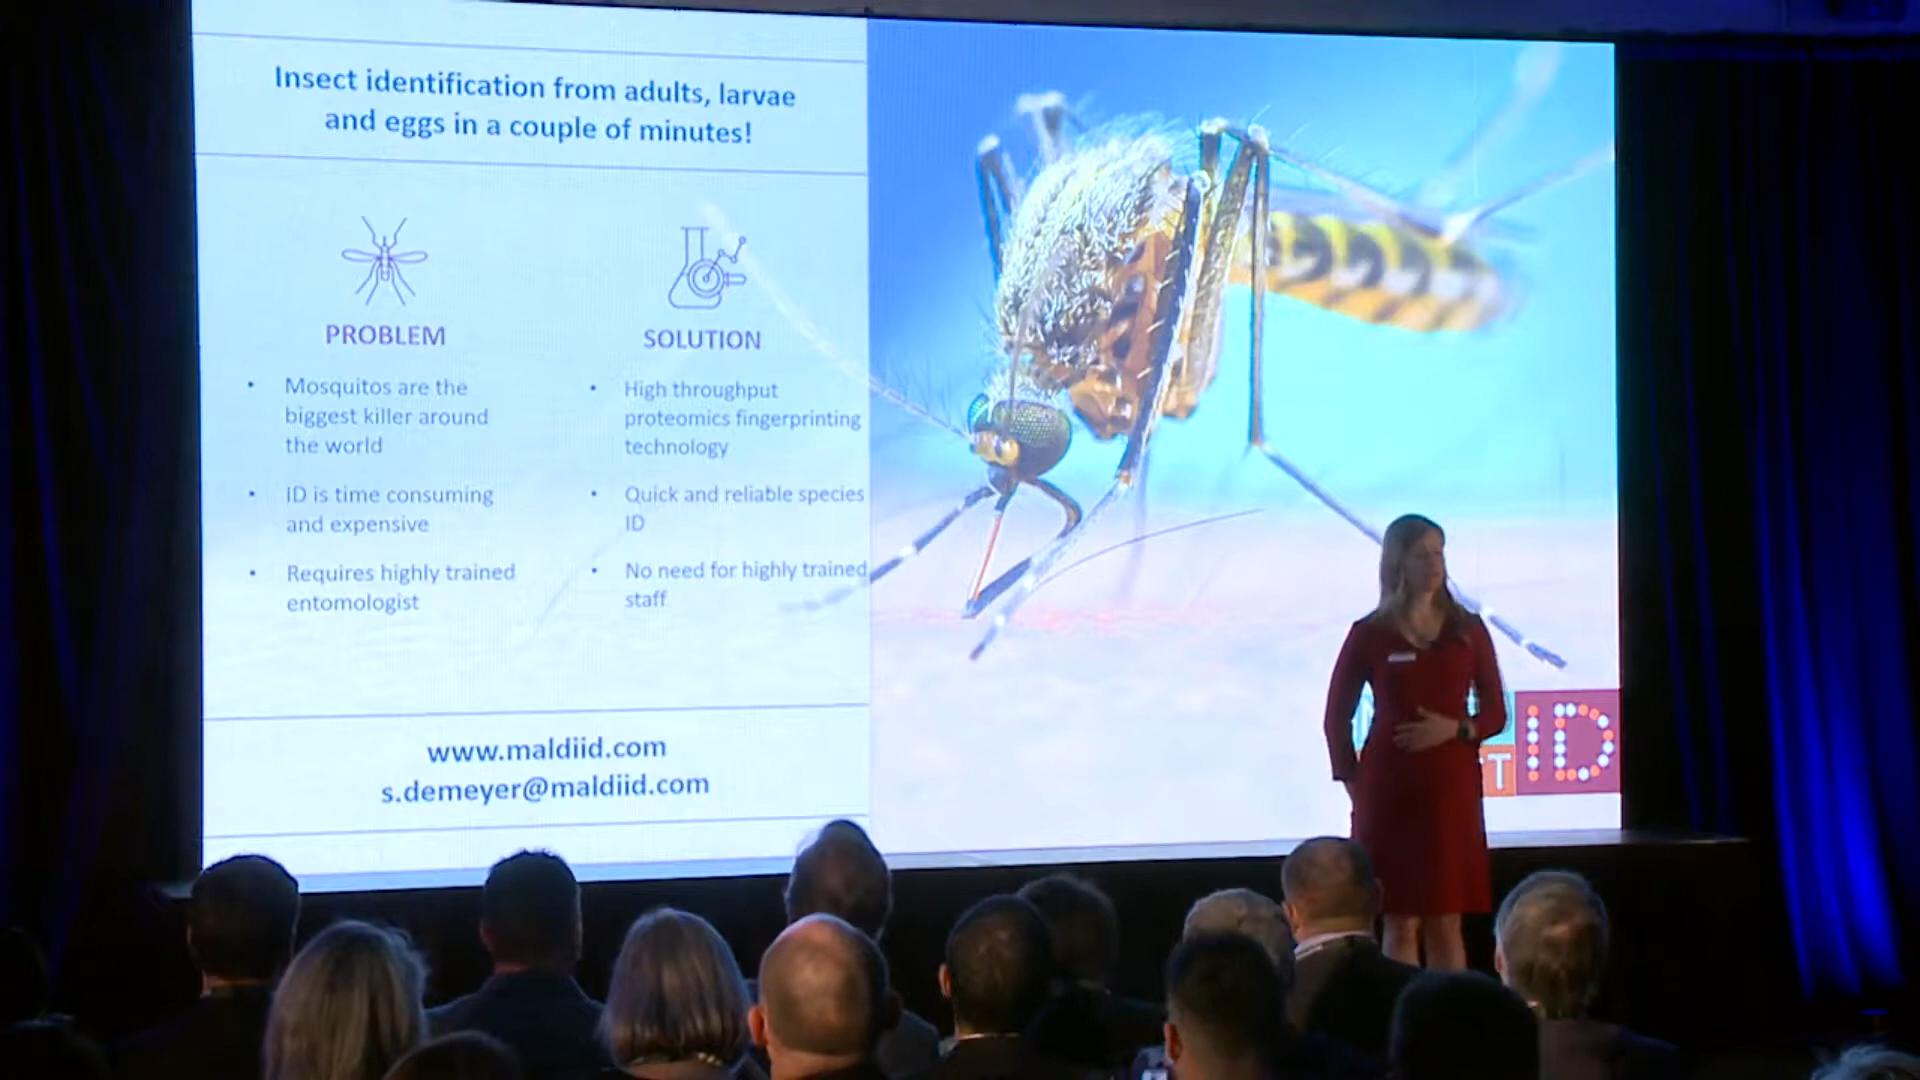 Insect identification from adults, larvae
and eggs in a couple of minutes!
PROBLEM
• Mosquitos are the
biggest killer around
the world
• ID is time consuming
and expensive
• Requires highly trained
entomologist
SOLUTION
• High throughput
proteomics fingerprinting
technology
• Quick and reliable species
ID
• No need for highly trained
staff
www.maldiid.com
s.demeyer@maldiid.com
ID